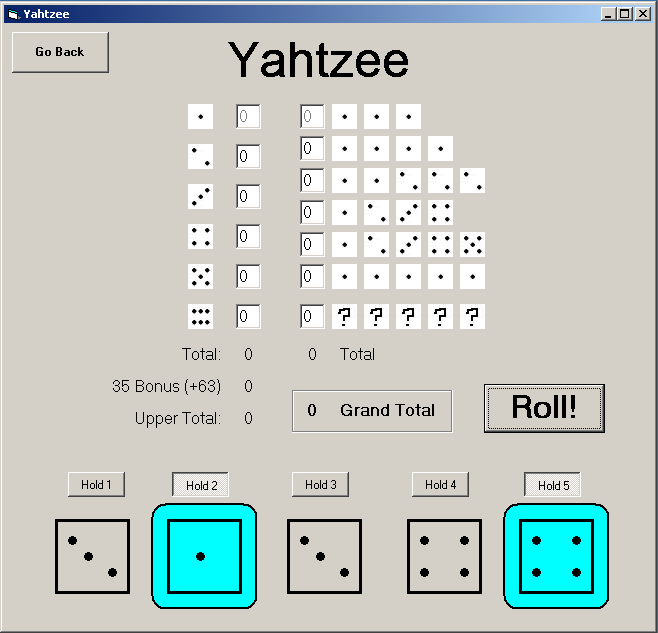 Yahtzee
Go Back
Yahtzee
0 0
0 0
0 0
0 0
0 0
0 0
0 0 ? ? ? ? ?
Total: 0 0 Total
35 Bonus (+63) 0
Upper Total: 0
0 Grand Total
Roll!
Hold 1 Hold 2 Hold 3 Hold 4 Hold 5